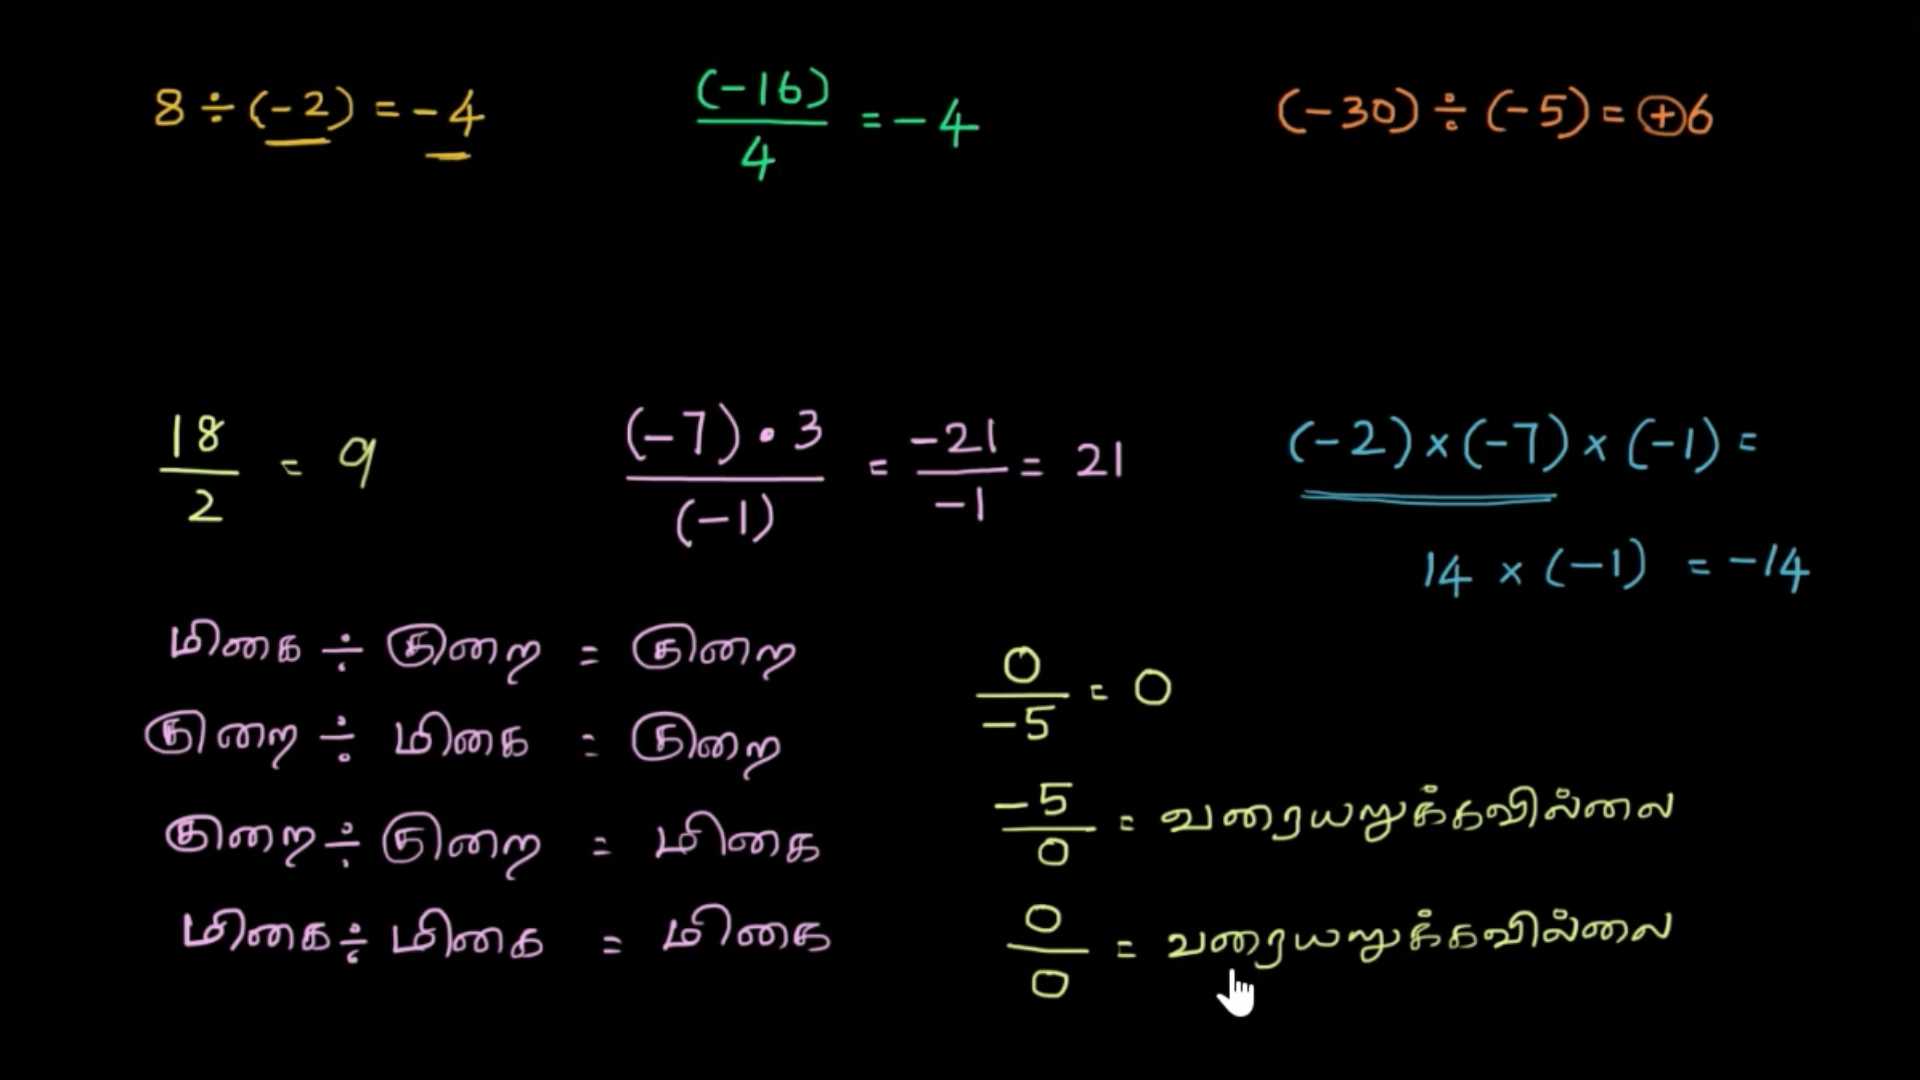 8 ÷ (-2) = -4
(-16)/4 = -4
(-30) ÷ (-5) = +6
18/2 = 9
(-7) • 3/(-1) = -21/-1 = 21
(-2) × (-7) × (-1) =
14 × (-1) = -14
மிகை ÷ குறை = குறை
குறை ÷ மிகை = குறை
குறை ÷ குறை = மிகை
மிகை ÷ மிகை = மிகை
0/-5 = 0
-5/0 = வரையறுக்கவில்லை
0/0 = வரையறுக்கவில்லை